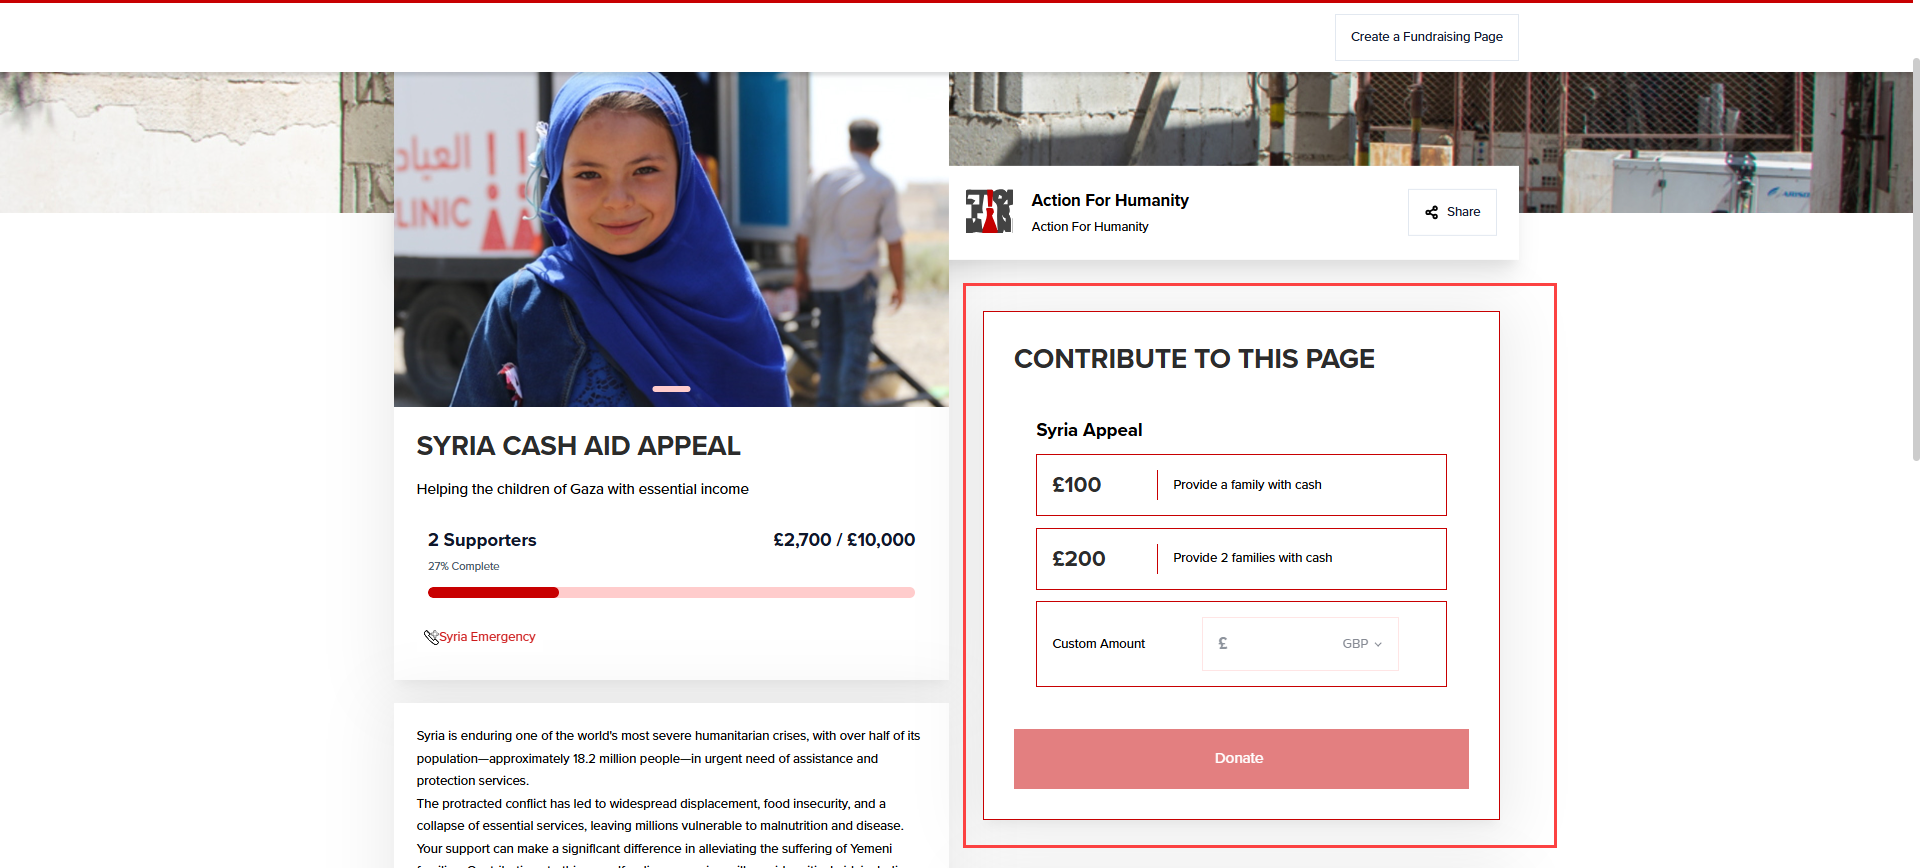 Create a Fundraising Page
العياد
LINIC
Action For Humanity
Action For Humanity
Share
SYRIA CASH AID APPEAL
Helping the children of Gaza with essential income
2 Supporters
£2,700 / £10,000
27% Complete
Syria Emergency
Syria is enduring one of the world's most severe humanitarian crises, with over half of its
population—approximately 18.2 million people—in urgent need of assistance and
protection services.
The protracted conflict has led to widespread displacement, food insecurity, and a
collapse of essential services, leaving millions vulnerable to malnutrition and disease.
Your support can make a significant difference in alleviating the suffering of Yemeni
CONTRIBUTE TO THIS PAGE
Syria Appeal
£100
Provide a family with cash
£200
Provide 2 families with cash
Custom Amount
£
GBP
Donate